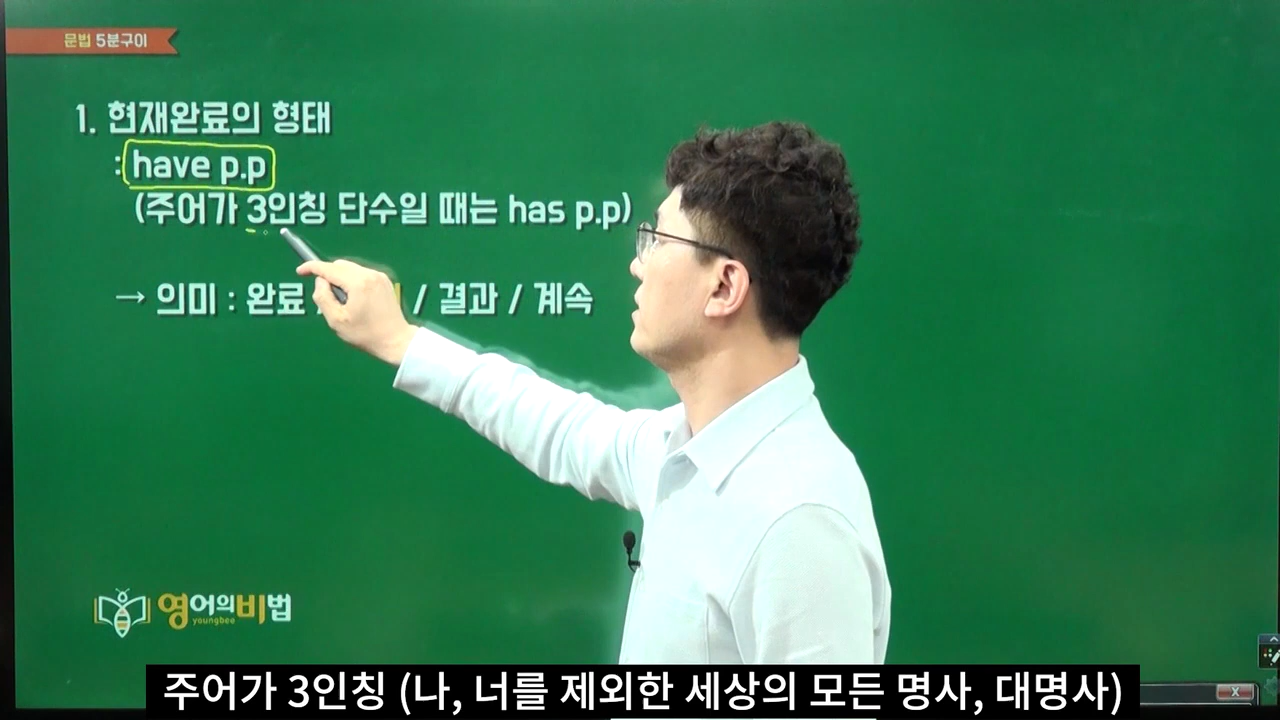 문법 5분구이
1. 현재완료의 형태
: have p.p
(주어가 3인칭 단수일 때는 has p.p)
→ 의미 : 완료 / 결과 / 계속
영어의비법
youngbee
주어가 3인칭 (나, 너를 제외한 세상의 모든 명사, 대명사)
X